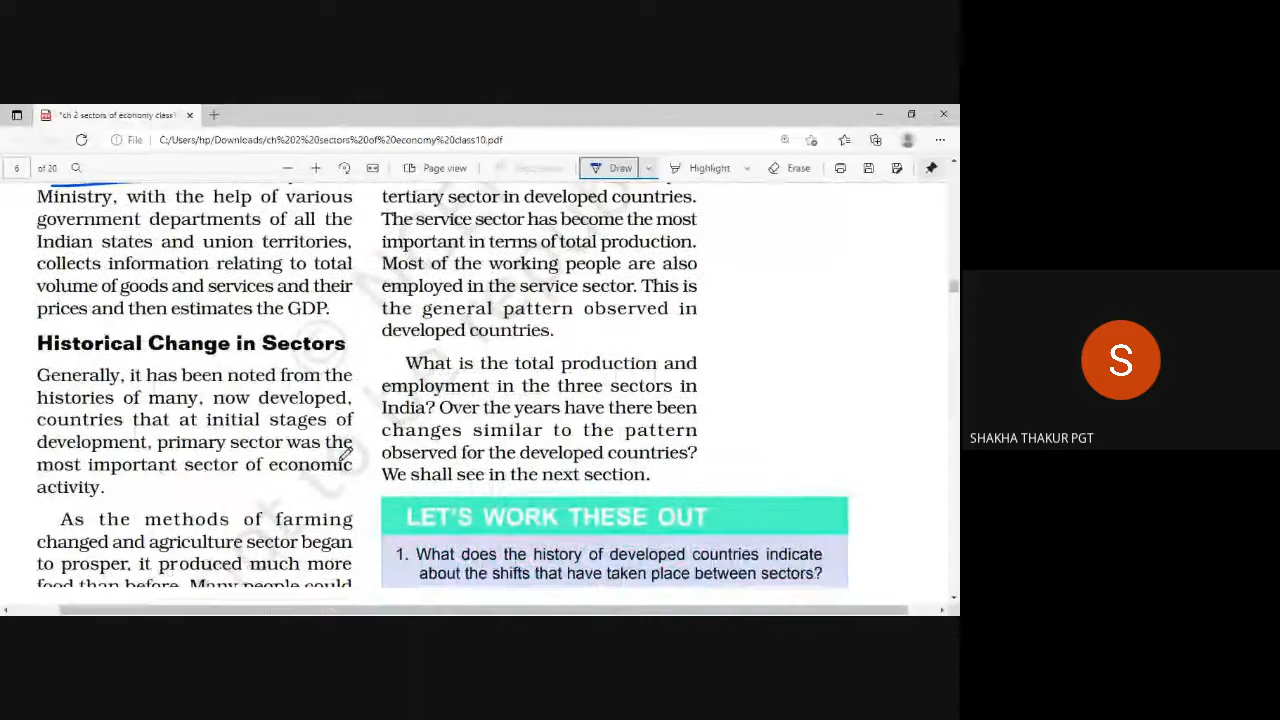 *ch 2 sectors of economy class1
File
C:/Users/hp/Downloads/ch%202%20sectors%20of%20economy%20class10.pdf
6 of 20
Page view
Draw
Highlight
Erase
Ministry, with the help of various
government departments of all the
Indian states and union territories,
collects information relating to total
volume of goods and services and their
prices and then estimates the GDP.
Historical Change in Sectors
Generally, it has been noted from the
histories of many, now developed,
countries that at initial stages of
development, primary sector was the
most important sector of economic
activity.
As the methods of farming
changed and agriculture sector began
to prosper, it produced much more
food than before. Many people could
tertiary sector in developed countries.
The service sector has become the most
important in terms of total production.
Most of the working people are also
employed in the service sector. This is
the general pattern observed in
developed countries.
What is the total production and
employment in the three sectors in
India? Over the years have there been
changes similar to the pattern
observed for the developed countries?
We shall see in the next section.
LET'S WORK THESE OUT
1. What does the history of developed countries indicate
about the shifts that have taken place between sectors?
S
SHAKHA THAKUR PGT